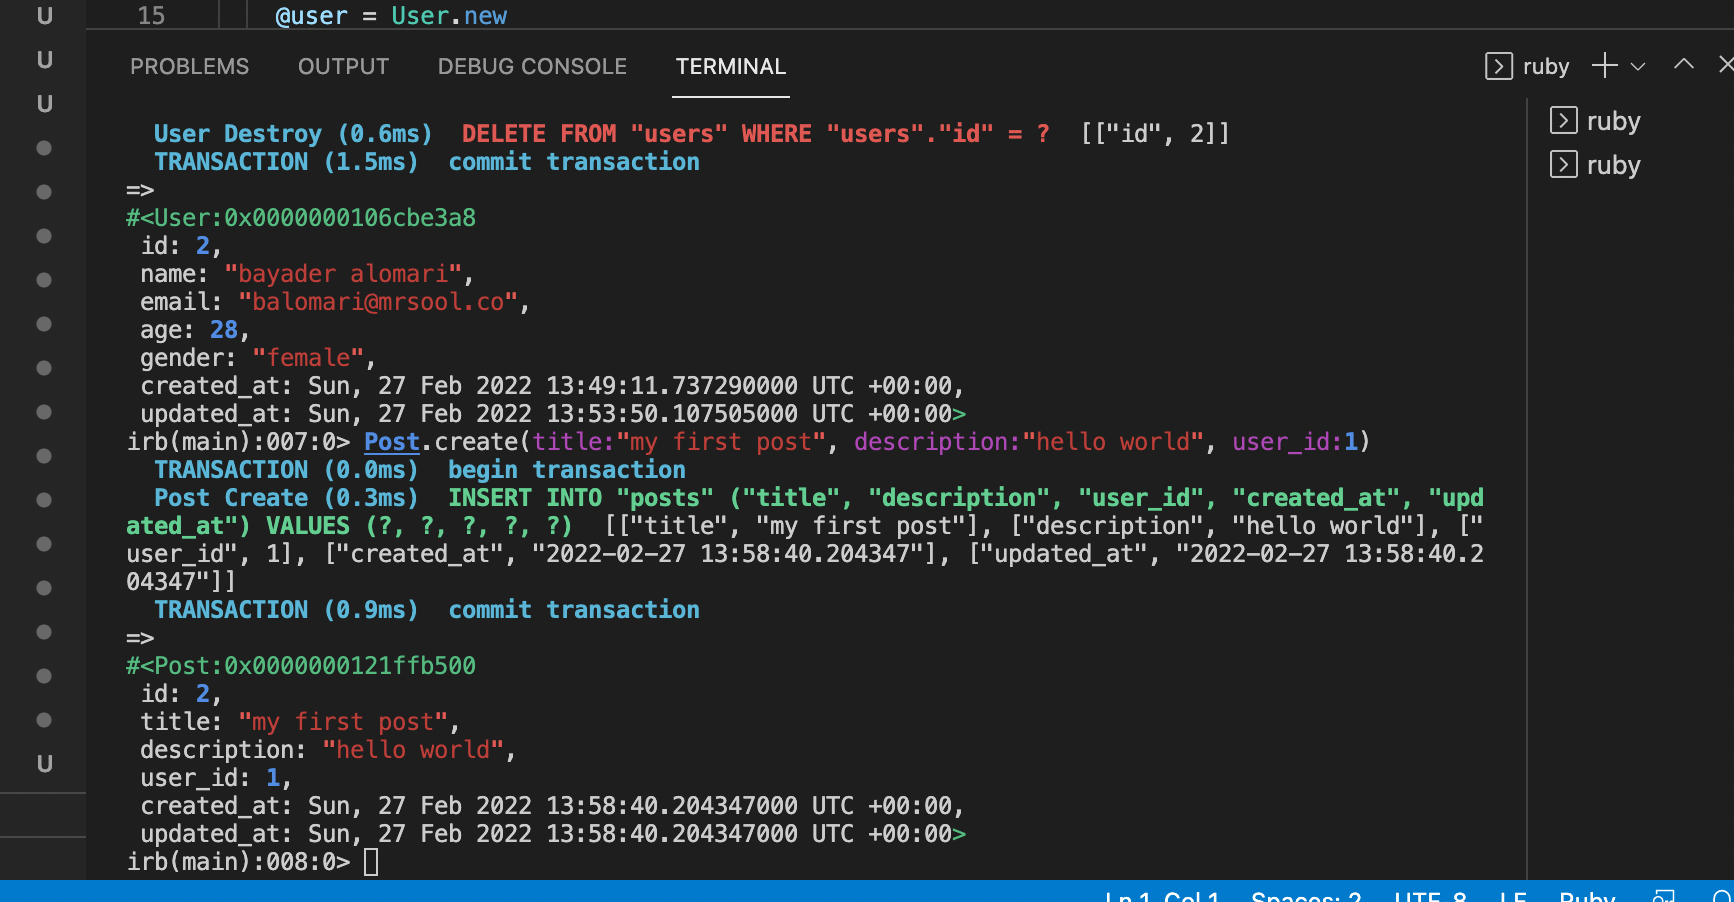 U
15 @user = User.new
U
PROBLEMS OUTPUT DEBUG CONSOLE TERMINAL ruby
U
ruby
ruby
User Destroy (0.6ms) DELETE FROM "users" WHERE "users"."id" = ? [["id", 2]]
TRANSACTION (1.5ms) commit transaction
=>
#<User:0x0000000106cbe3a8
id: 2,
name: "bayader alomari",
email: "balomari@mrsool.co",
age: 28,
gender: "female",
created_at: Sun, 27 Feb 2022 13:49:11.737290000 UTC +00:00,
updated_at: Sun, 27 Feb 2022 13:53:50.107505000 UTC +00:00>
irb(main):007:0> Post.create(title:"my first post", description:"hello world", user_id:1)
TRANSACTION (0.0ms) begin transaction
Post Create (0.3ms) INSERT INTO "posts" ("title", "description", "user_id", "created_at", "upd
ated_at") VALUES (?, ?, ?, ?, ?) [["title", "my first post"], ["description", "hello world"], ["
user_id", 1], ["created_at", "2022-02-27 13:58:40.204347"], ["updated_at", "2022-02-27 13:58:40.2
04347"]]
TRANSACTION (0.9ms) commit transaction
=>
#<Post:0x0000000121ffb500
id: 2,
title: "my first post",
description: "hello world",
user_id: 1,
U
created_at: Sun, 27 Feb 2022 13:58:40.204347000 UTC +00:00,
updated_at: Sun, 27 Feb 2022 13:58:40.204347000 UTC +00:00>
irb(main):008:0>
Ln 1, Col 1 Spaces: 2 UTF-8 LF Ruby